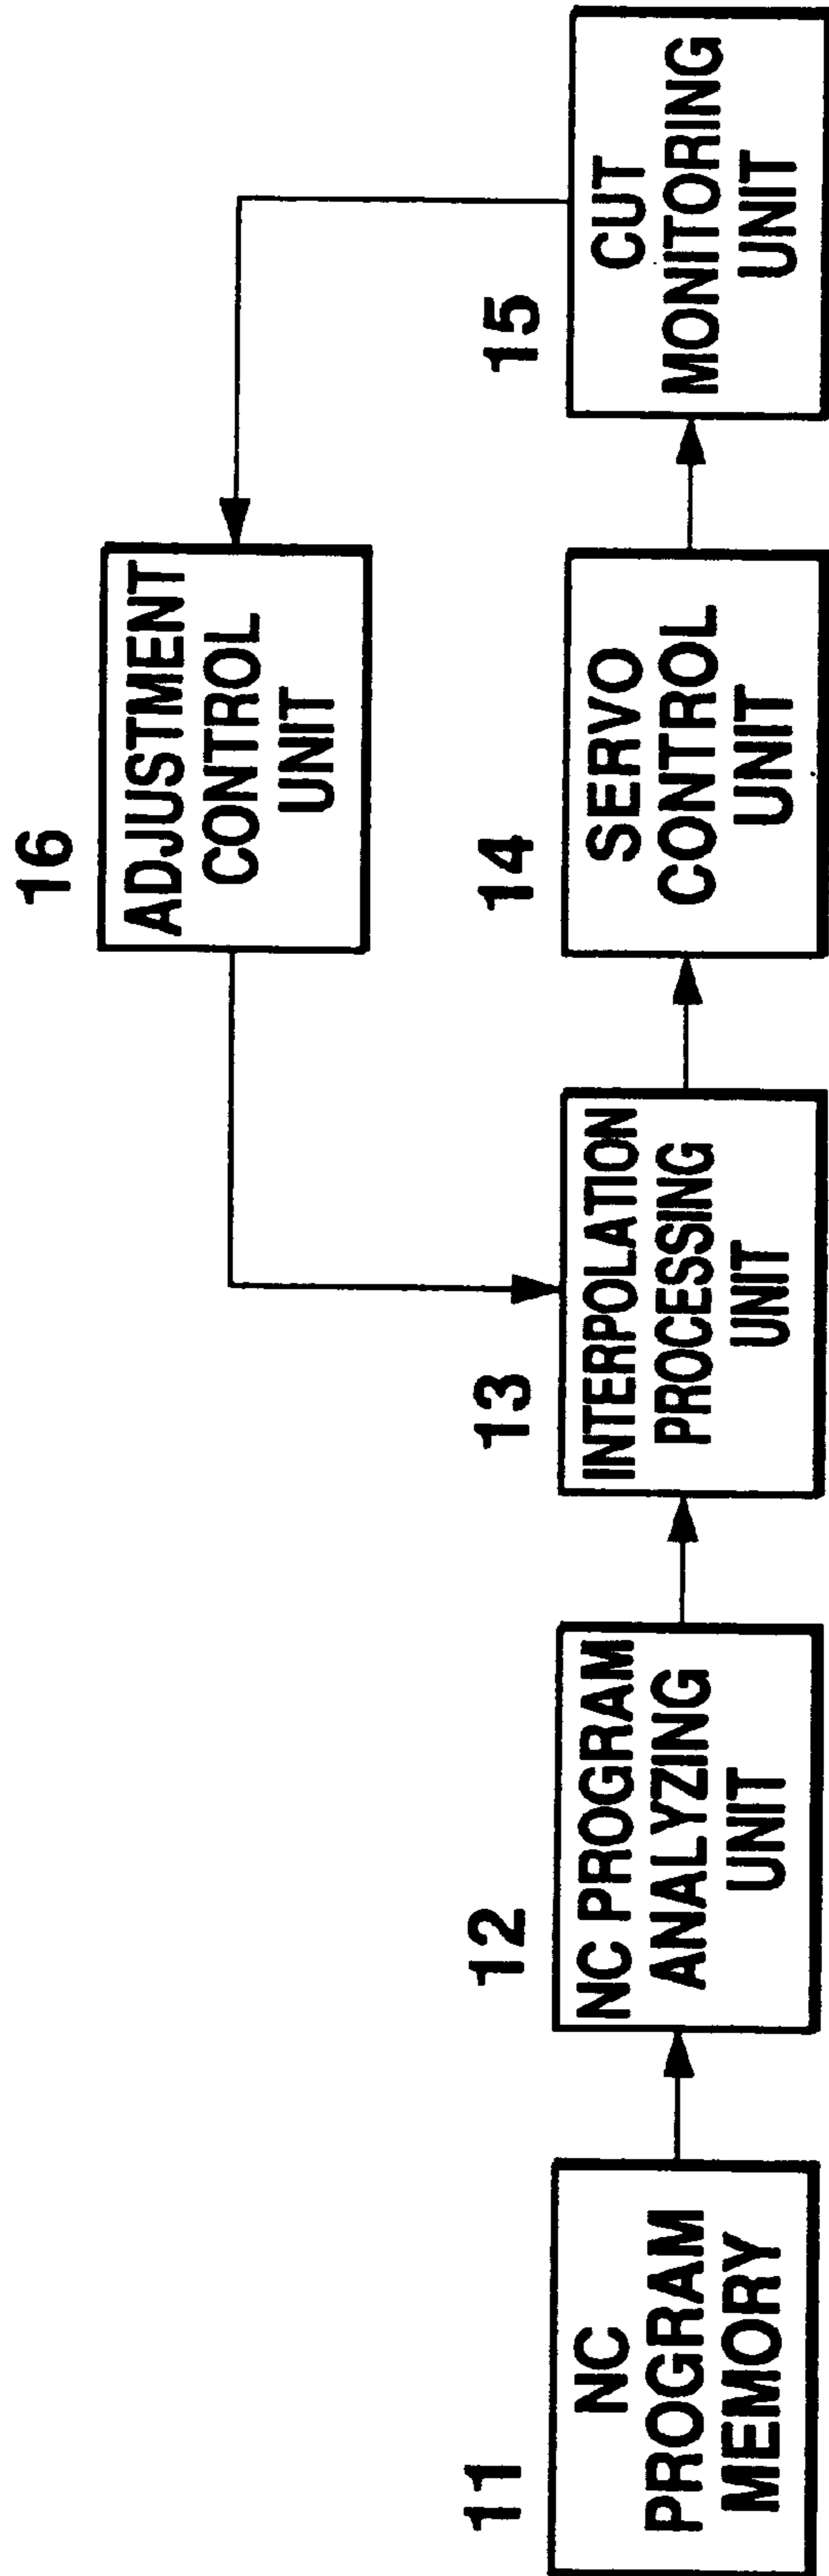 16
ADJUSTMENT
CONTROL
UNIT
11
NC
PROGRAM
MEMORY
12
NC PROGRAM
ANALYZING
UNIT
13
INTERPOLATION
PROCESSING
UNIT
14
SERVO
CONTROL
UNIT
15
CUT
MONITORING
UNIT